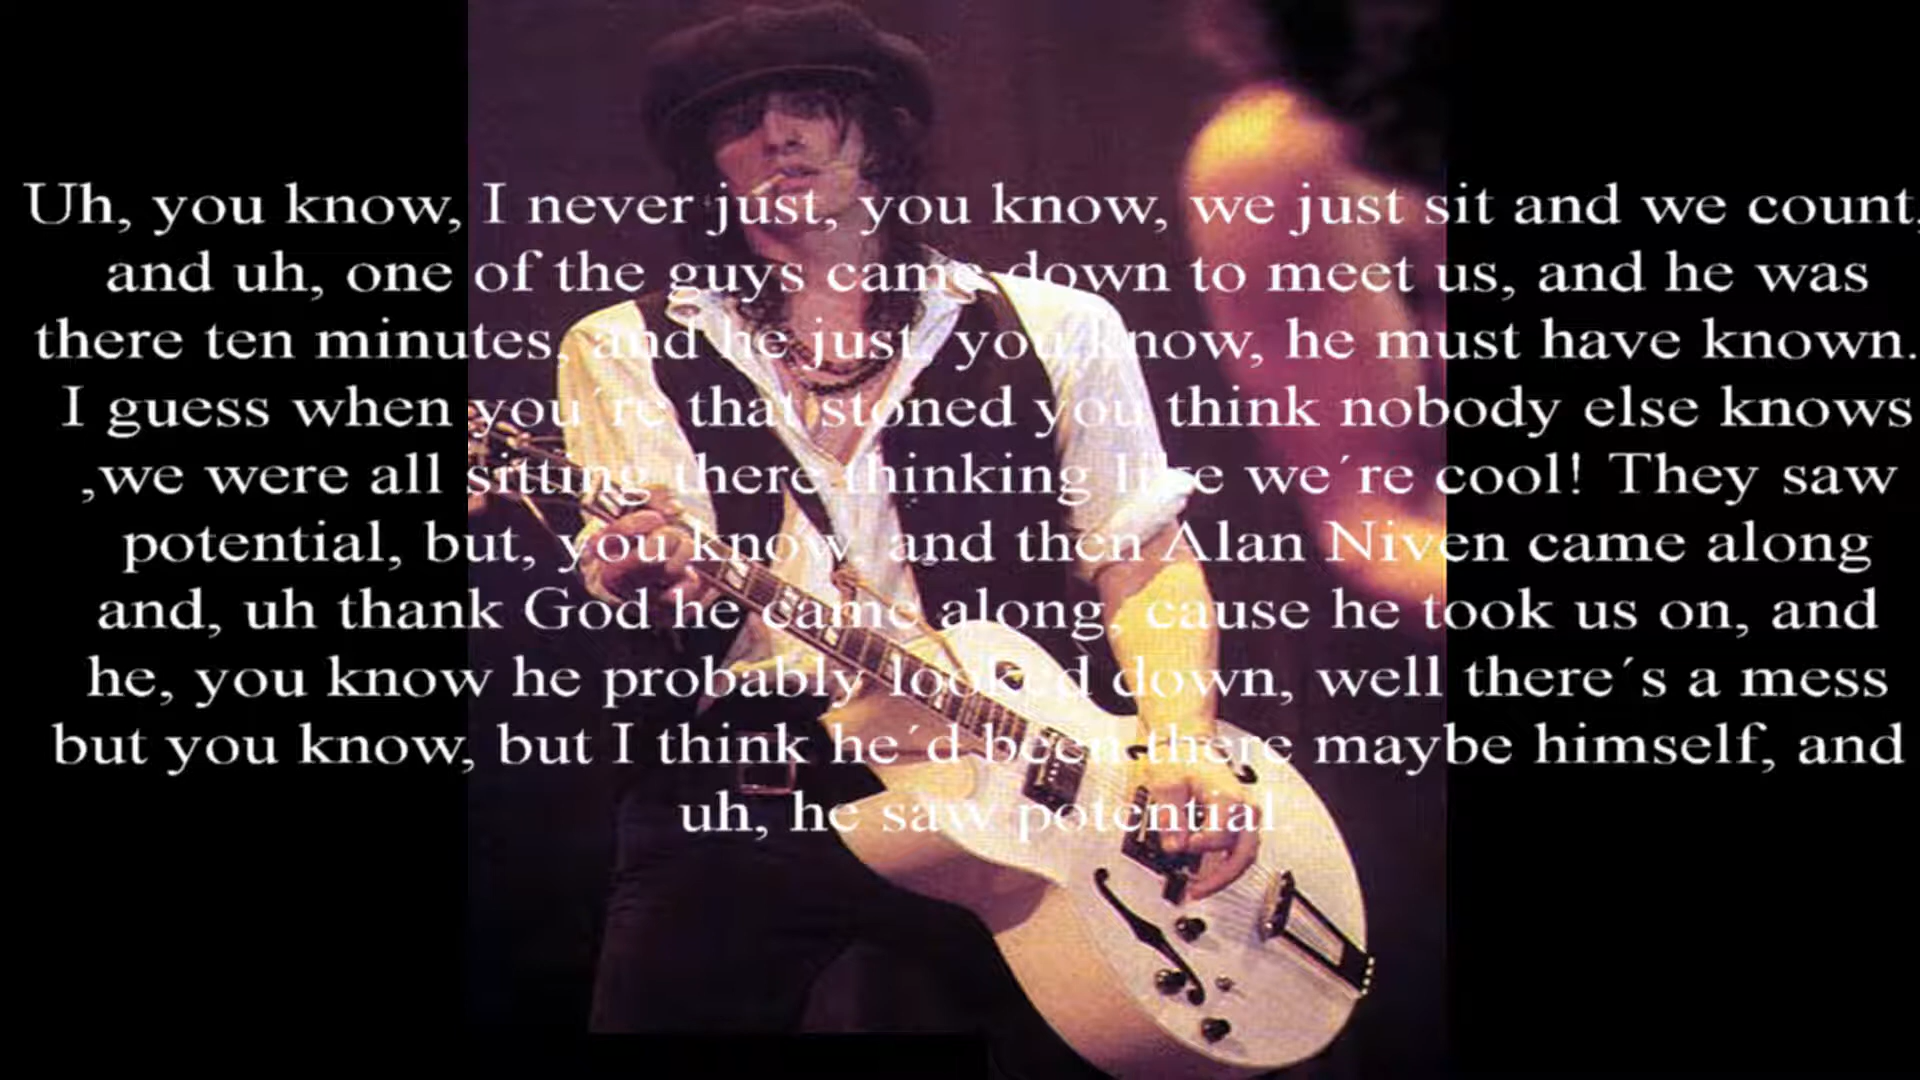 Uh, you know, I never just, you know, we just sit and we count,
and uh, one of the guys came down to meet us, and he was
there ten minutes, and he just, you know, he must have known.
I guess when you´re that stoned you think nobody else knows
,we were all sitting there thinking like we´re cool! They saw
potential, but, you know, and then Alan Niven came along
and, uh thank God he came along, cause he took us on, and
he, you know he probably looked down, well there´s a mess
but you know, but I think he´d been there maybe himself, and
uh, he saw potential.